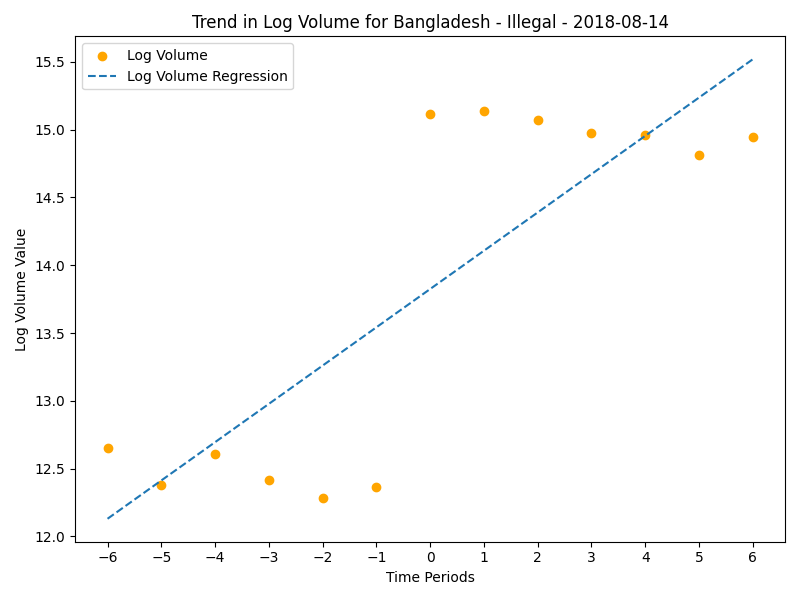 Trend in Log Volume for Bangladesh - Illegal - 2018-08-14
Log Volume
Log Volume Regression
Log Volume Value
15.5
15.0
14.5
14.0
13.5
13.0
12.5
12.0
−6 −5 −4 −3 −2 −1 0 1 2 3 4 5 6
Time Periods